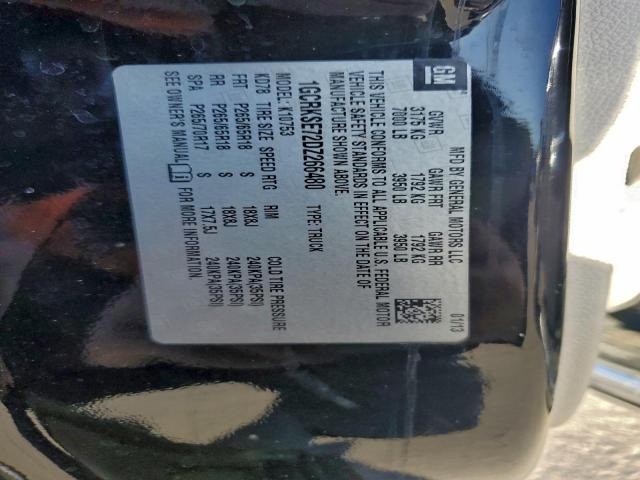 GM
MFD BY GENERAL MOTORS LLC 01/13
GVWR GAWR FRT GAWR RR
3175 KG 1792 KG 1792 KG
7000 LB 3950 LB 3950 LB
THIS VEHICLE CONFORMS TO ALL APPLICABLE U.S. FEDERAL MOTOR
VEHICLE SAFETY STANDARDS IN EFFECT ON THE DATE OF
MANUFACTURE SHOWN ABOVE.
1GCRKSE72DZ266480 TYPE: TRUCK
MODEL: K10753
KD78 TIRE SIZE SPEED RTG RIM COLD TIRE PRESSURE
FRT P265/65R18 S 18X8J 240KPA(35PSI)
RR P265/65R18 S 18X8J 240KPA(35PSI)
SPA P265/70R17 S 17X7.5J 240KPA(35PSI)
SEE OWNER'S MANUAL FOR MORE INFORMATION.